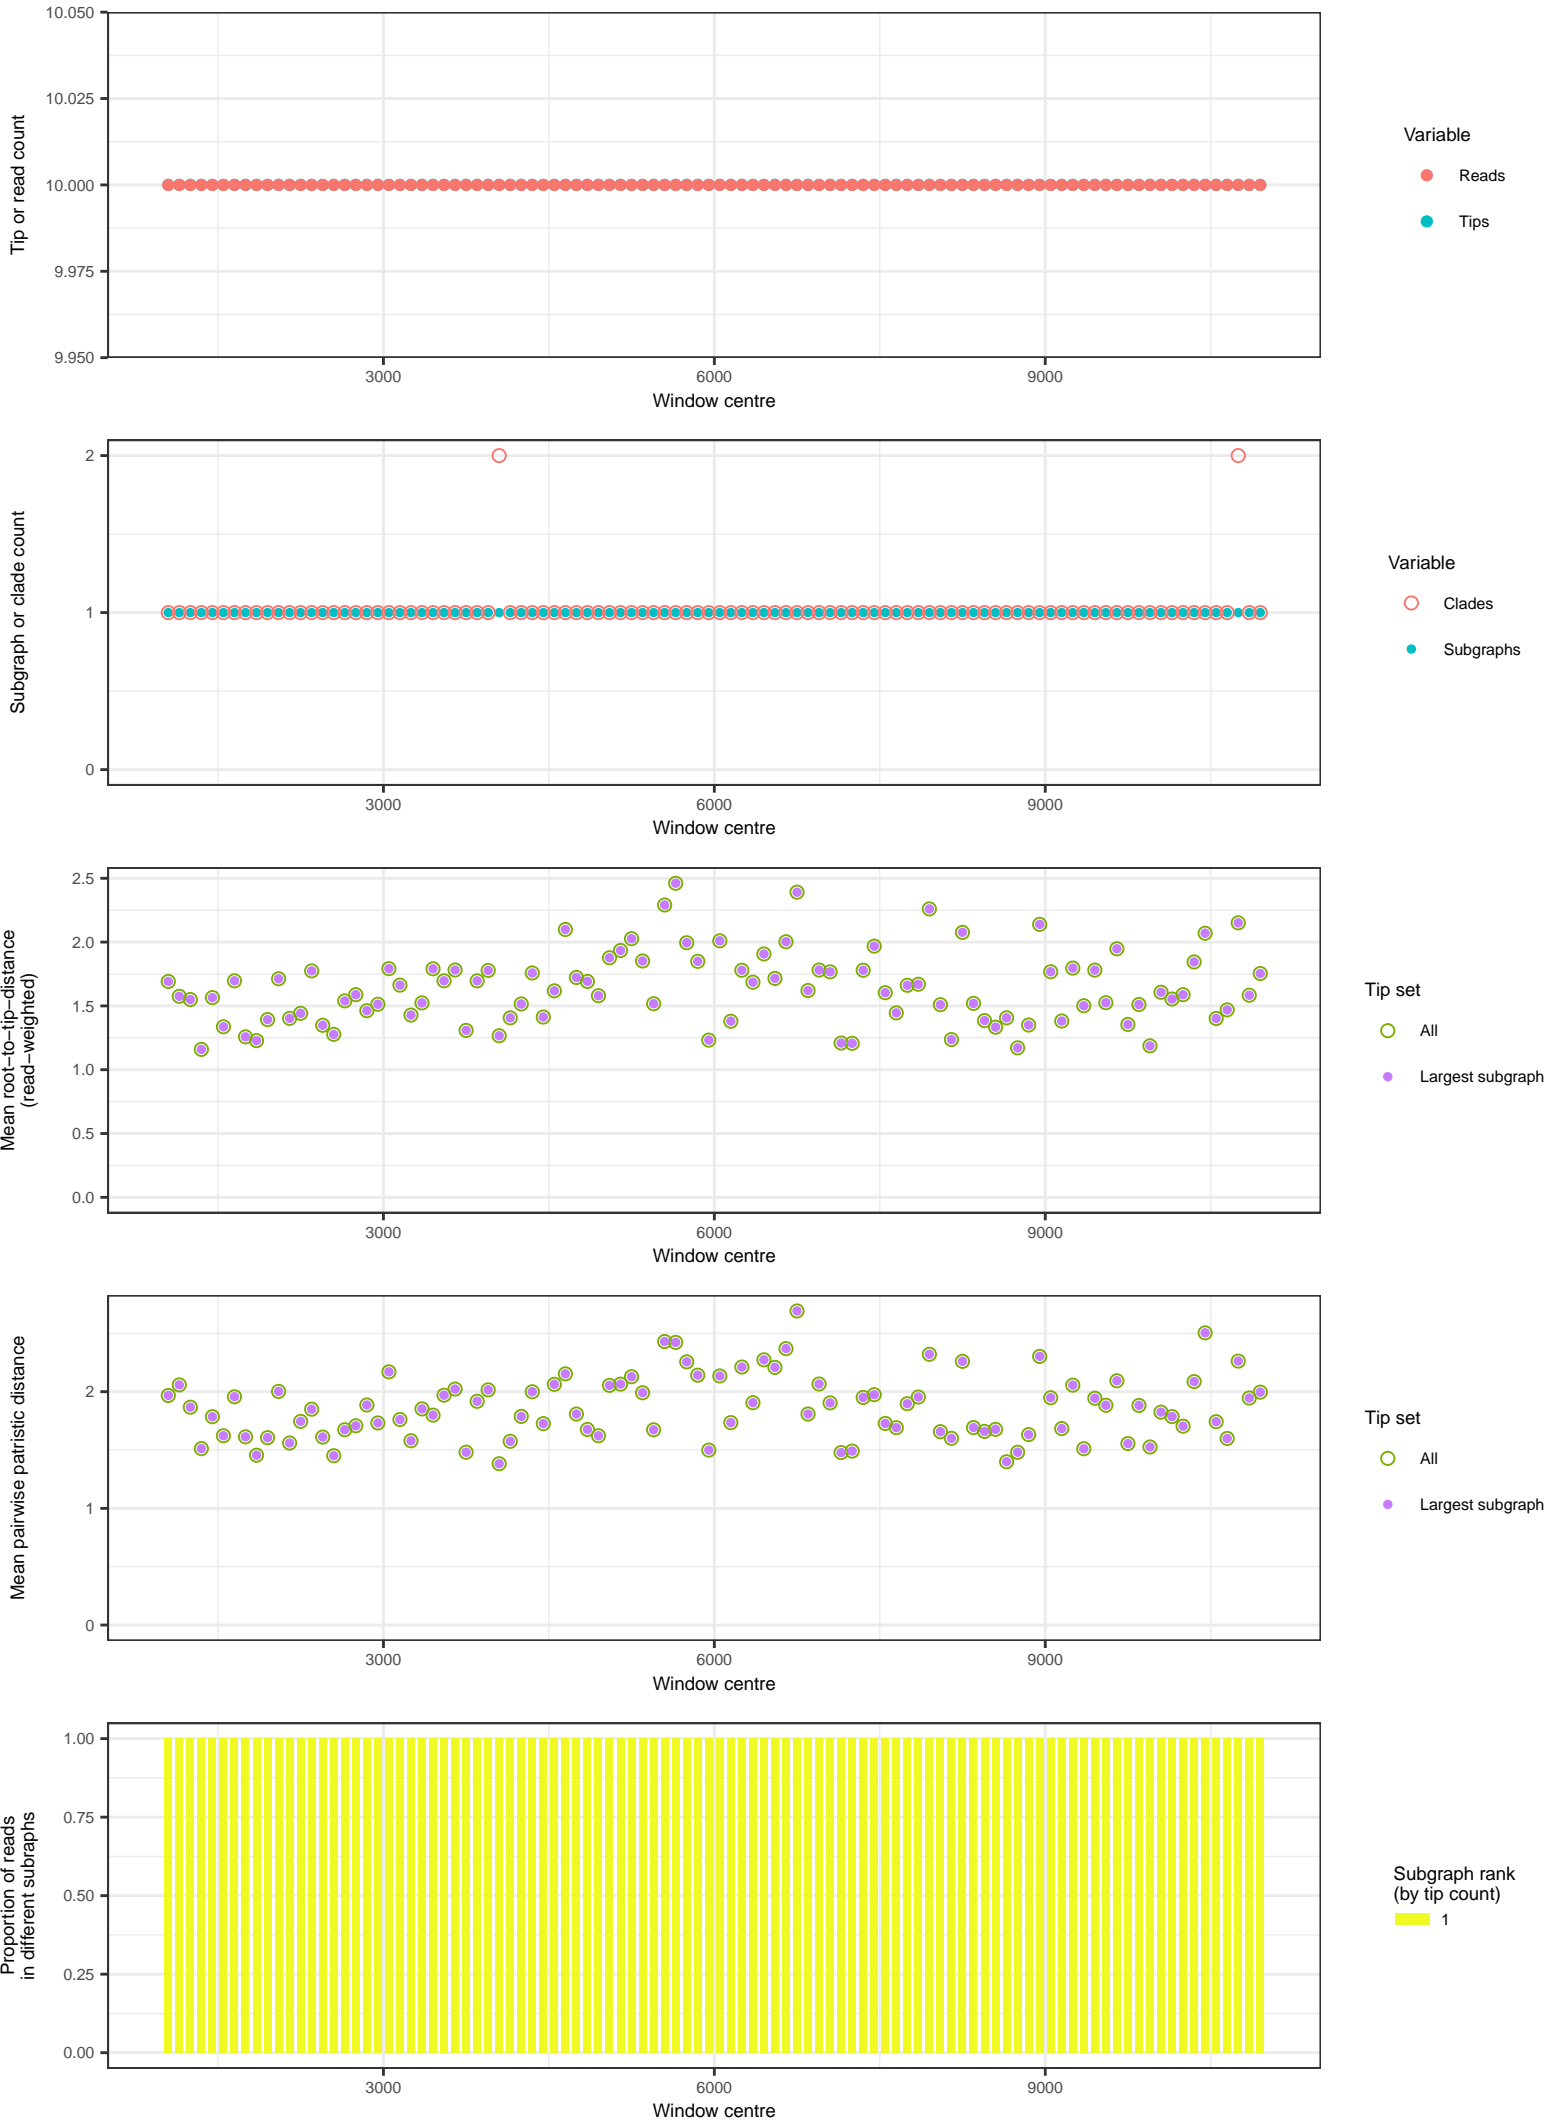 10.050
10.025
10.000
9.975
9.950
Tip or read count
3000 6000 9000
Window centre
Variable
Reads
Tips
2
1
0
Subgraph or clade count
3000 6000 9000
Window centre
Variable
Clades
Subgraphs
2.5
2.0
1.5
1.0
0.5
0.0
Mean root−to−tip−distance
(read−weighted)
3000 6000 9000
Window centre
Tip set
All
Largest subgraph
2
1
0
Mean pairwise patristic distance
3000 6000 9000
Window centre
Tip set
All
Largest subgraph
1.00
0.75
0.50
0.25
0.00
Proportion of reads
in different subraphs
3000 6000 9000
Window centre
Subgraph rank
(by tip count)
1